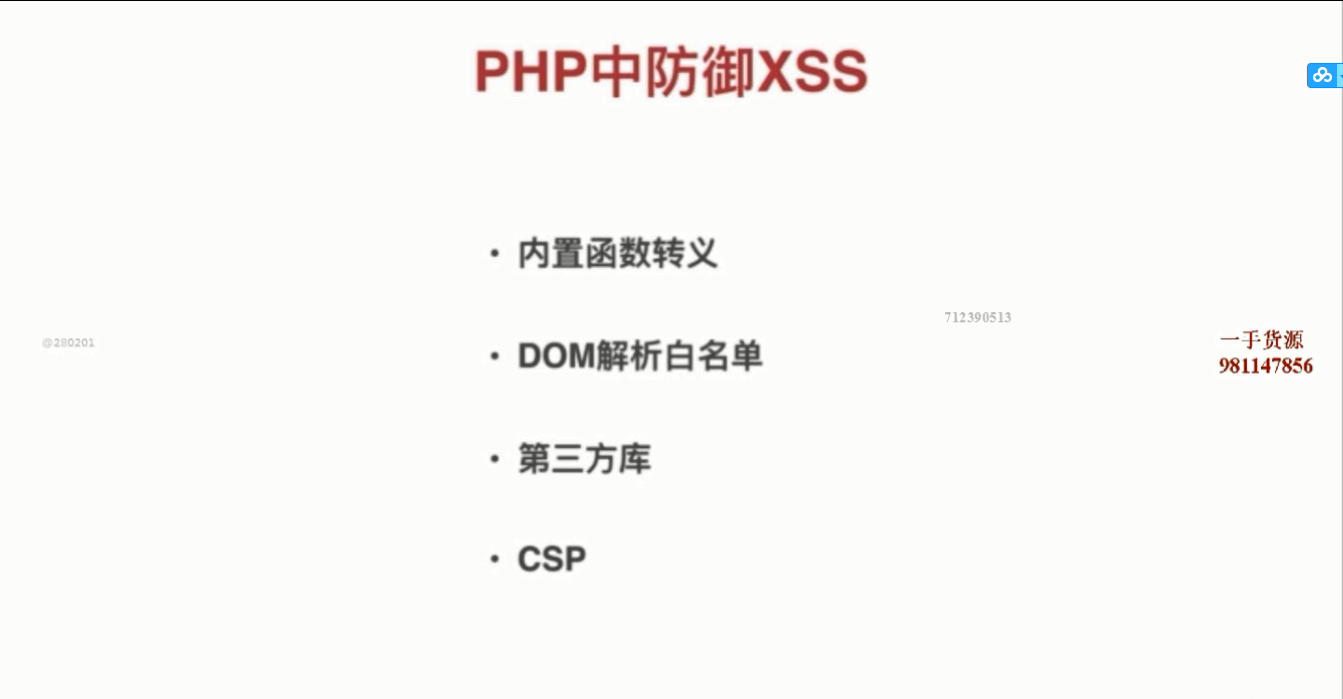 PHP中防御XSS
• 内置函数转义
712390513
@280201
一手货源
• DOM解析白名单
981147856
• 第三方库
• CSP